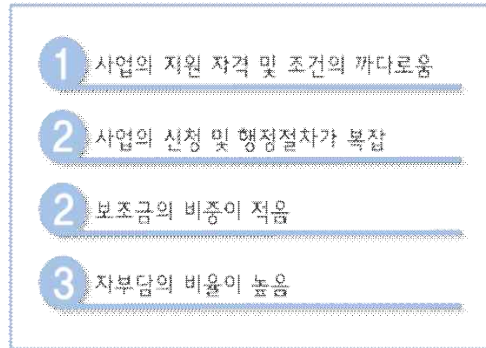 1 사업의 지원 자격 및 조건의 까다로움
2 사업의 신청 및 행정절차가 복잡
2 보조금의 비중이 적음
3 자부담의 비율이 높음